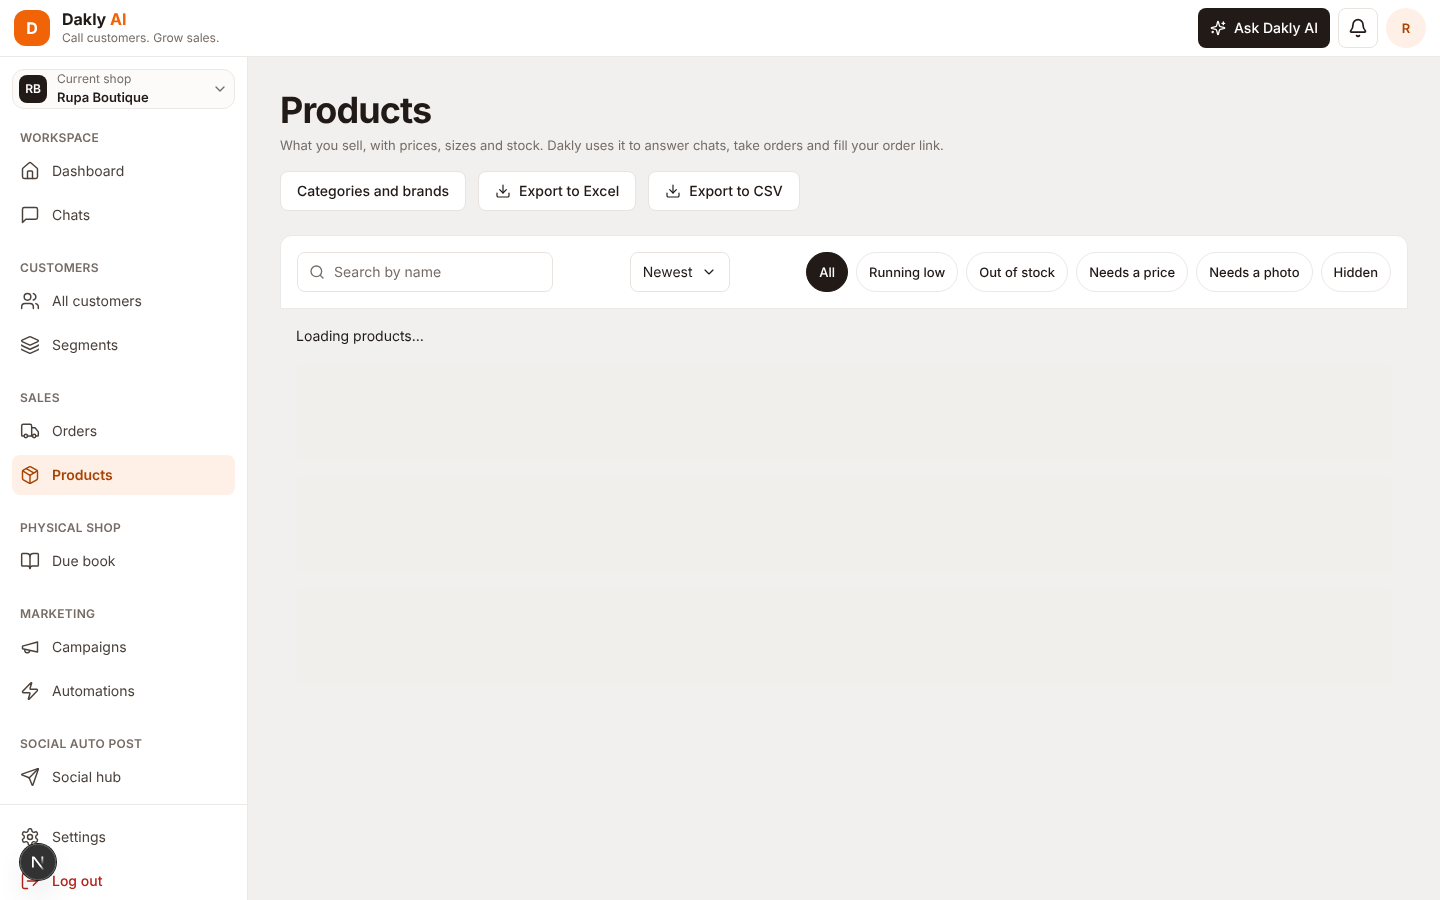 D
Dakly AI
Call customers. Grow sales.
Ask Dakly AI
R
RB
Current shop
Rupa Boutique
WORKSPACE
Dashboard
Chats
CUSTOMERS
All customers
Segments
SALES
Orders
Products
PHYSICAL SHOP
Due book
MARKETING
Campaigns
Automations
SOCIAL AUTO POST
Social hub
Settings
N
Log out
Products
What you sell, with prices, sizes and stock. Dakly uses it to answer chats, take orders and fill your order link.
Categories and brands
Export to Excel
Export to CSV
Search by name
Newest
All
Running low
Out of stock
Needs a price
Needs a photo
Hidden
Loading products...